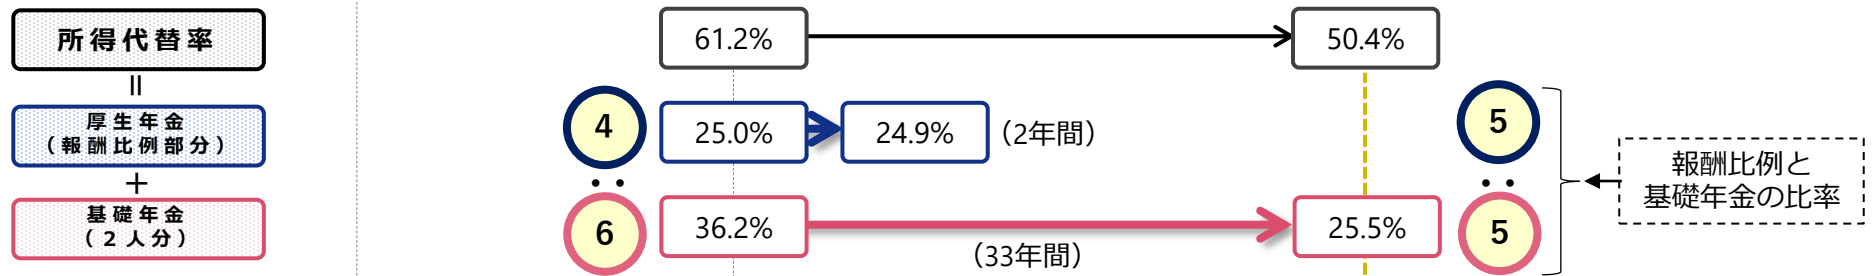 所得代替率
=
厚生年金
（報酬比例部分）
＋
基礎年金
（２人分）
61.2%
50.4%
4
25.0%
24.9%
（2年間）
5
:
:
6
36.2%
25.5%
（33年間）
5
報酬比例と
基礎年金の比率